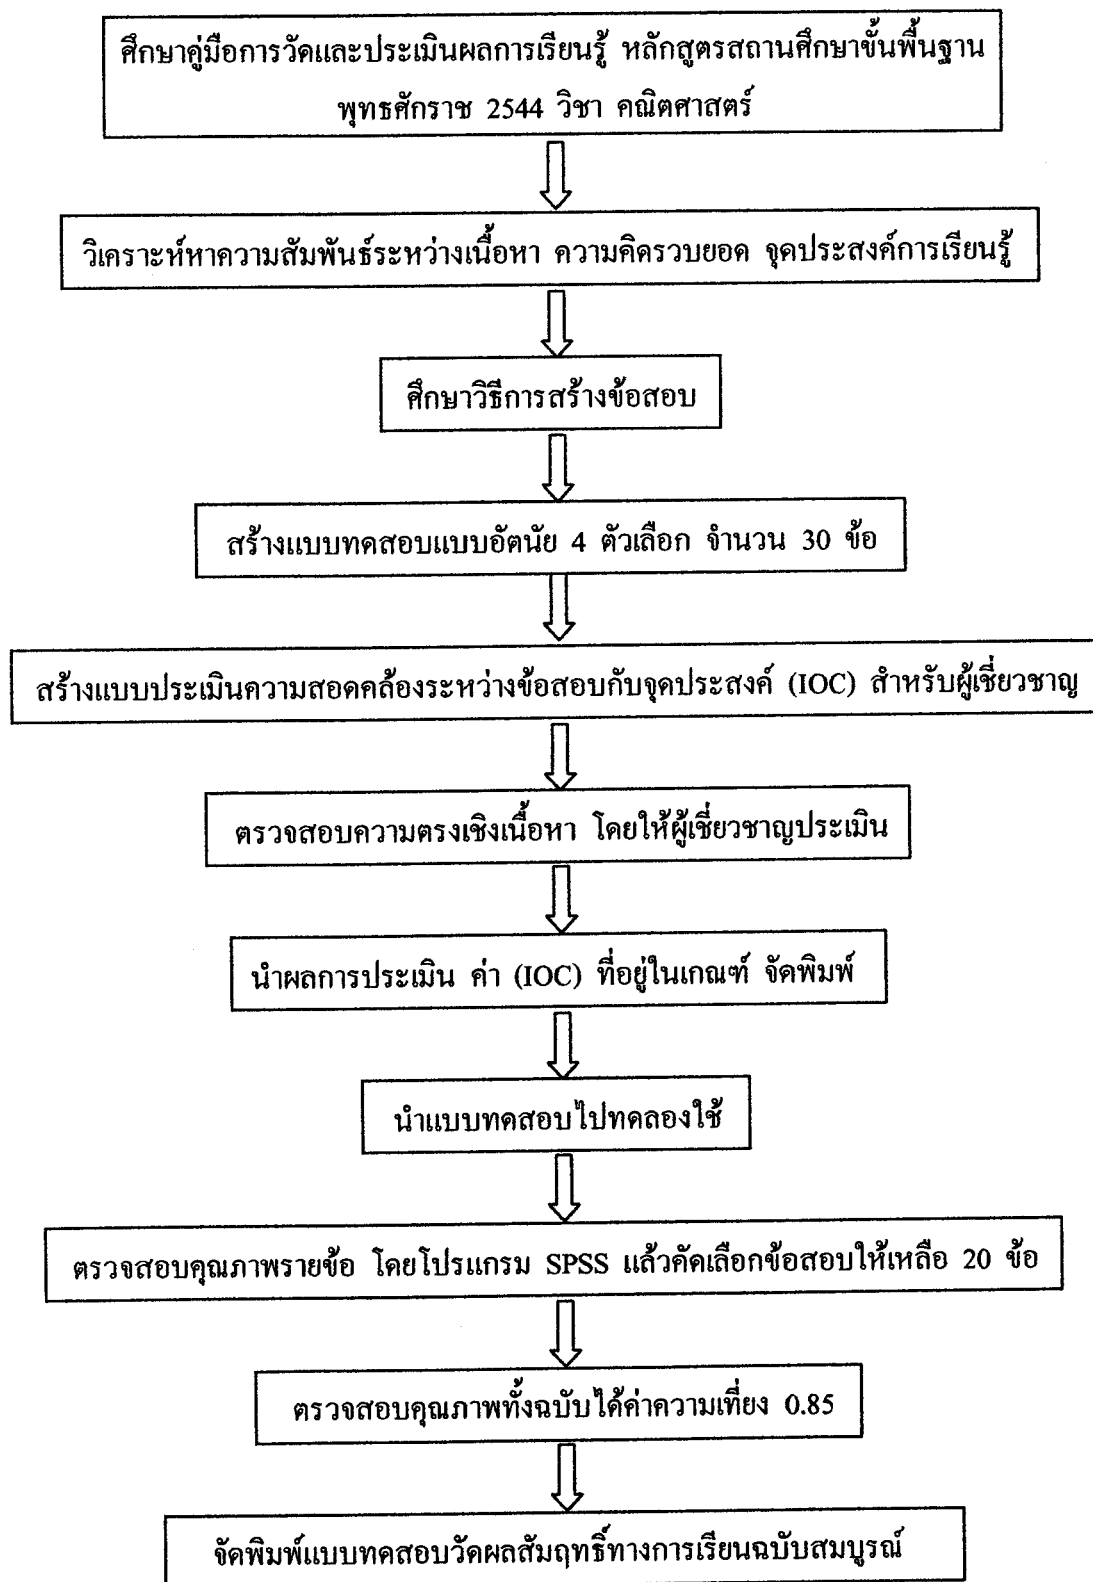 ศึกษาคู่มือการวัดและประเมินผลการเรียนรู้ หลักสูตรสถานศึกษาขั้นพื้นฐาน
พุทธศักราช 2544 วิชา คณิตศาสตร์
วิเคราะห์หาความสัมพันธ์ระหว่างเนื้อหา ความคิดรวบยอด จุดประสงค์การเรียนรู้
ศึกษาวิธีการสร้างข้อสอบ
สร้างแบบทดสอบแบบอัตนัย 4 ตัวเลือก จำนวน 30 ข้อ
สร้างแบบประเมินความสอดคล้องระหว่างข้อสอบกับจุดประสงค์ (IOC) สำหรับผู้เชี่ยวชาญ
ตรวจสอบความตรงเชิงเนื้อหา โดยให้ผู้เชี่ยวชาญประเมิน
นำผลการประเมิน ค่า (IOC) ที่อยู่ในเกณฑ์ จัดพิมพ์
นำแบบทดสอบไปทดลองใช้
ตรวจสอบคุณภาพรายข้อ โดยโปรแกรม SPSS แล้วคัดเลือกข้อสอบให้เหลือ 20 ข้อ
ตรวจสอบคุณภาพทั้งฉบับได้ค่าความเที่ยง 0.85
จัดพิมพ์แบบทดสอบวัดผลสัมฤทธิ์ทางการเรียนฉบับสมบูรณ์